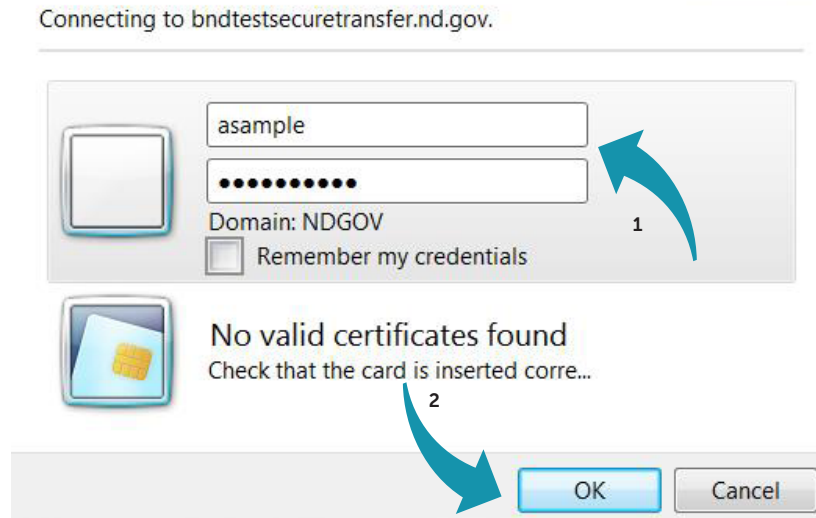 Connecting to bndtestsecuretransfer.nd.gov.
asample
••••••••••
Domain: NDGOV
1
Remember my credentials
No valid certificates found
Check that the card is inserted corre...
2
OK
Cancel